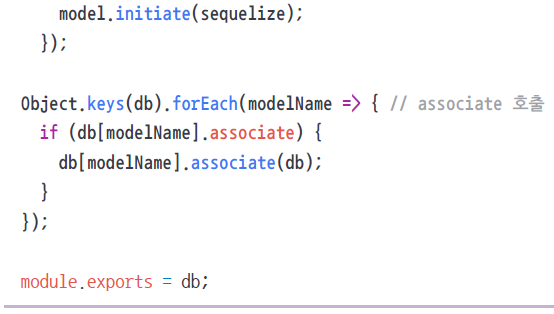 model.initiate(sequelize);
});
Object.keys(db).forEach(modelName => { // associate 호출
if (db[modelName].associate) {
db[modelName].associate(db);
}
});
module.exports = db;